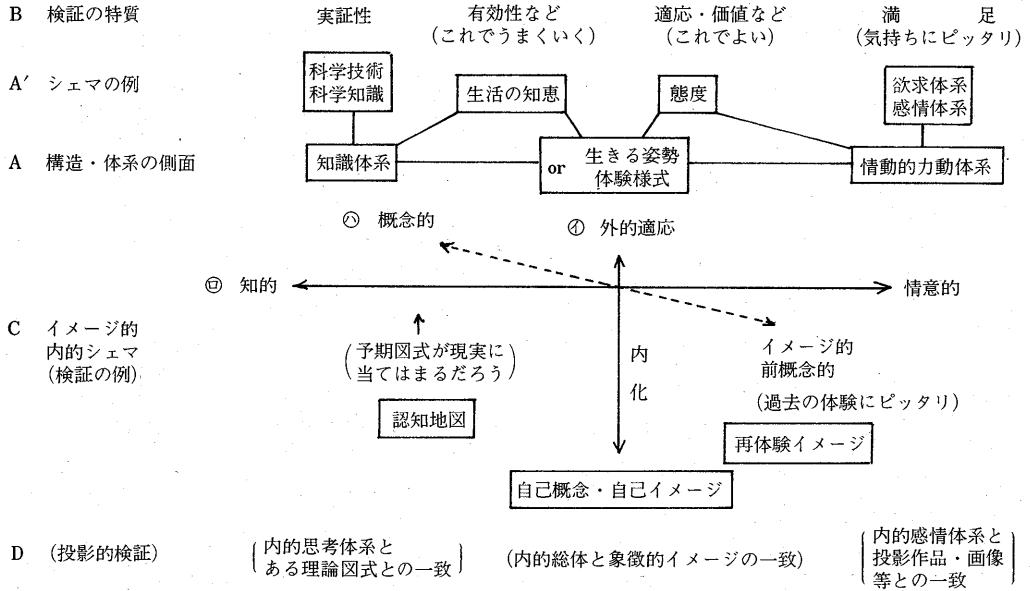 B 検証の特質 実証性 有効性など 適応・価値など 満足
(これでうまくいく) (これでよい) (気持ちにピッタリ)
A′ シェマの例 科学技術 生活の知恵 態度 欲求体系
科学知識 感情体系
A 構造・体系の側面 知識体系 or 生きる姿勢 情動的力動体系
体験様式
㋩ 概念的 ㋑ 外的適応
㋺ 知的 情意的
C イメージ的
内的シェマ
(検証の例)
(予期図式が現実に
当てはまるだろう)
認知地図
内化
イメージ的
前概念的
(過去の体験にピッタリ)
再体験イメージ
自己概念・自己イメージ
D (投影的検証) 内的思考体系と (内的総体と象徴的イメージの一致) 内的感情体系と
ある理論図式との一致 投影作品・画像
等との一致